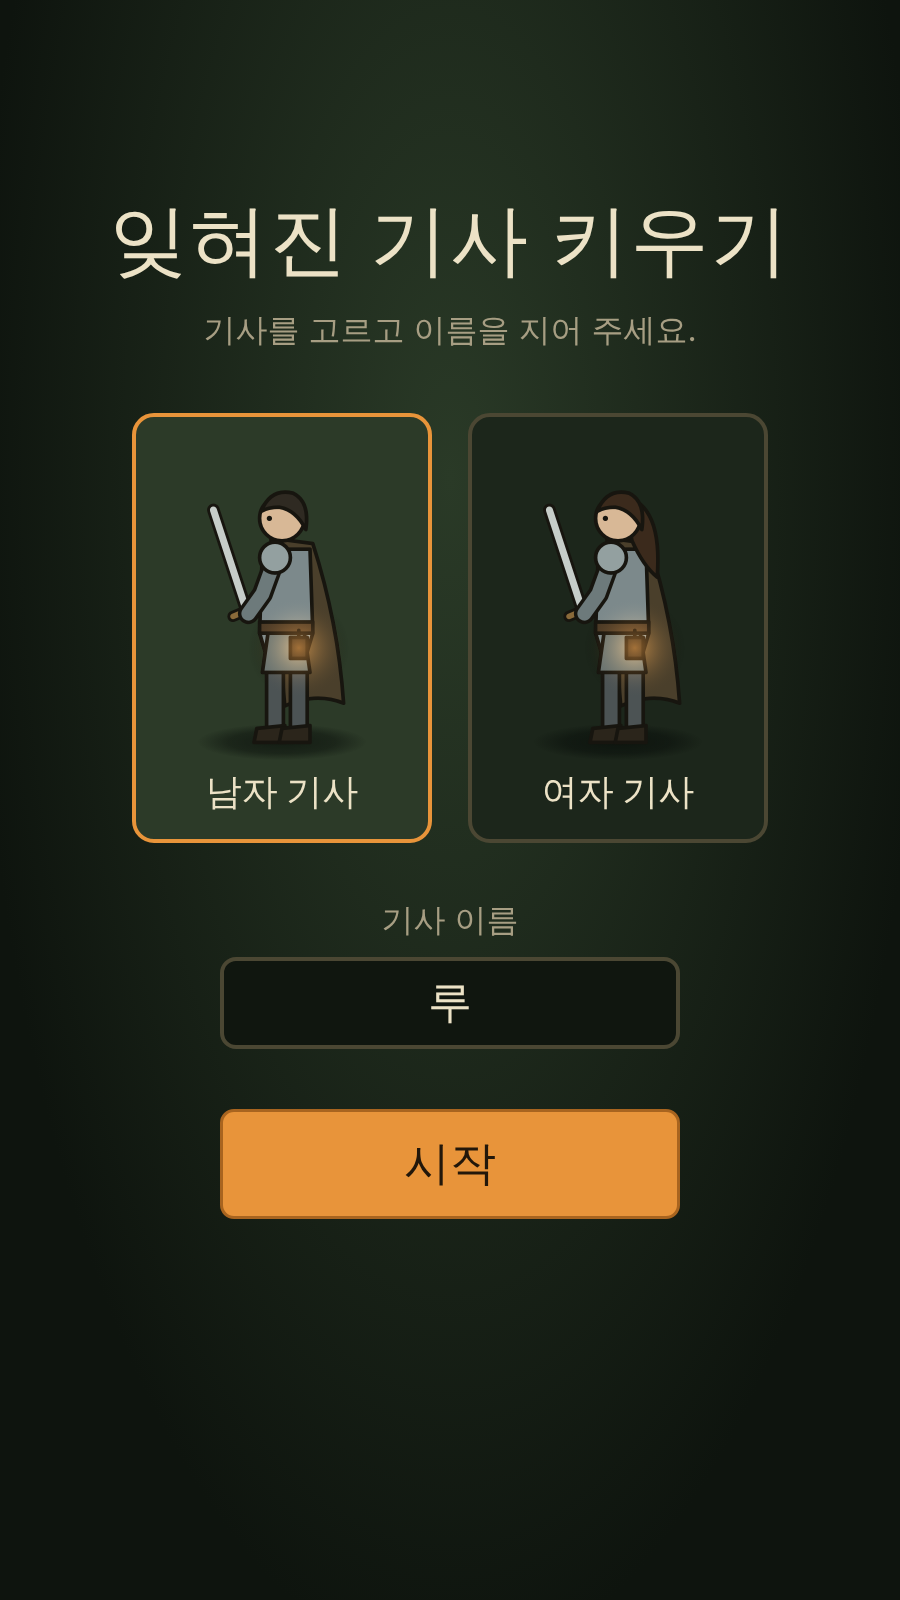 잊혀진 기사 키우기
기사를 고르고 이름을 지어 주세요.
남자 기사
여자 기사
기사 이름
루
시작